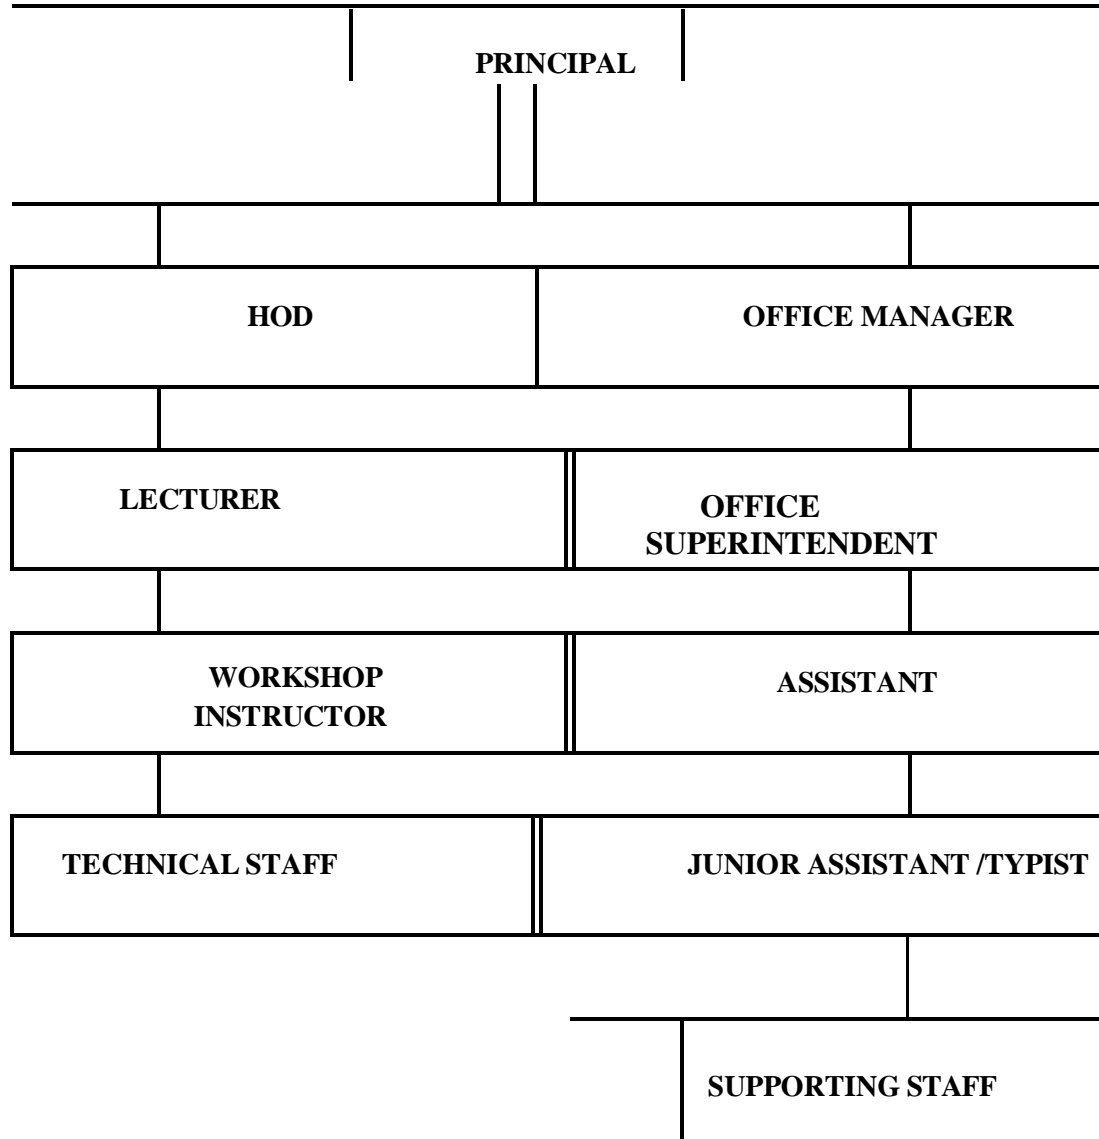 PRINCIPAL
HOD
OFFICE MANAGER
LECTURER
OFFICE
SUPERINTENDENT
WORKSHOP
INSTRUCTOR
ASSISTANT
TECHNICAL STAFF
JUNIOR ASSISTANT /TYPIST
SUPPORTING STAFF